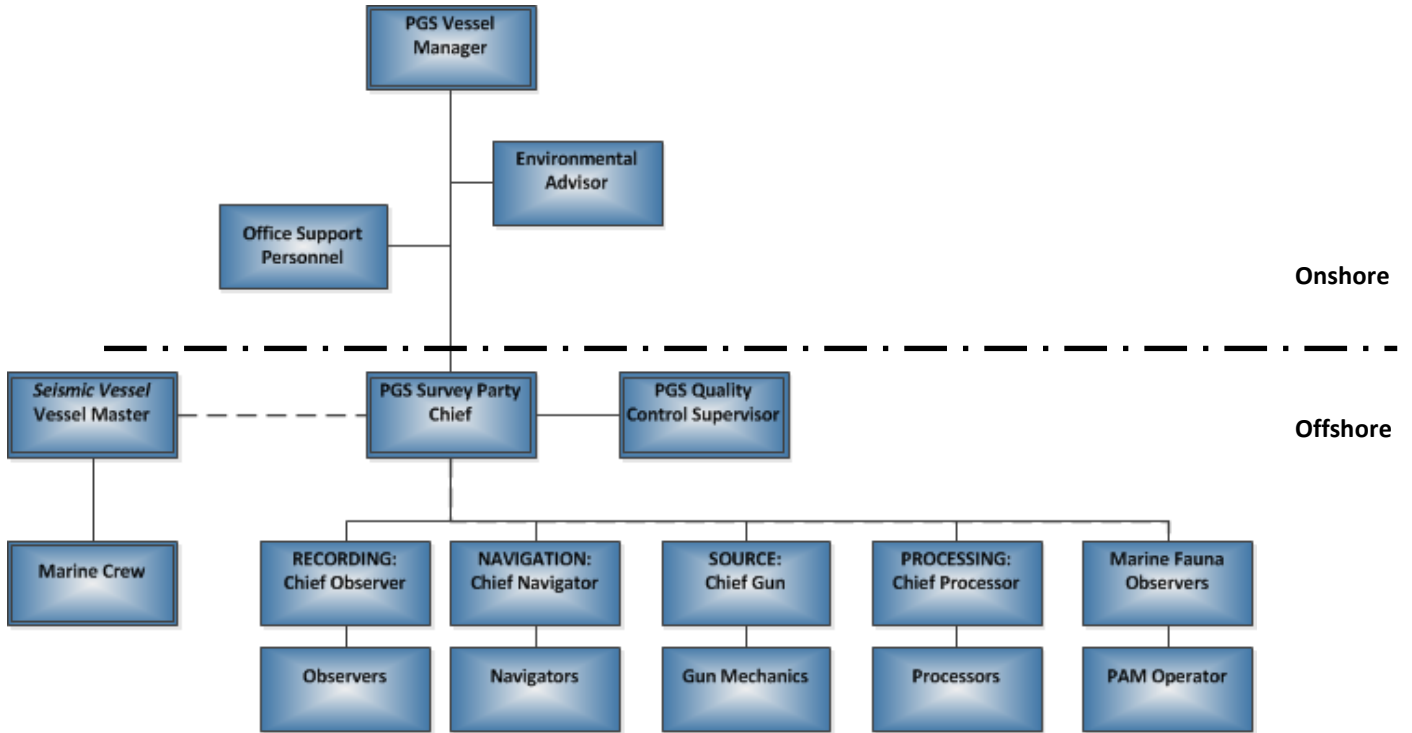 PGS Vessel
Manager
Environmental
Advisor
Office Support
Personnel
Onshore
Seismic Vessel
Vessel Master
PGS Survey Party
Chief
PGS Quality
Control Supervisor
Offshore
Marine Crew
RECORDING:
Chief Observer
NAVIGATION:
Chief Navigator
SOURCE:
Chief Gun
PROCESSING:
Chief Processor
Marine Fauna
Observers
Observers
Navigators
Gun Mechanics
Processors
PAM Operator